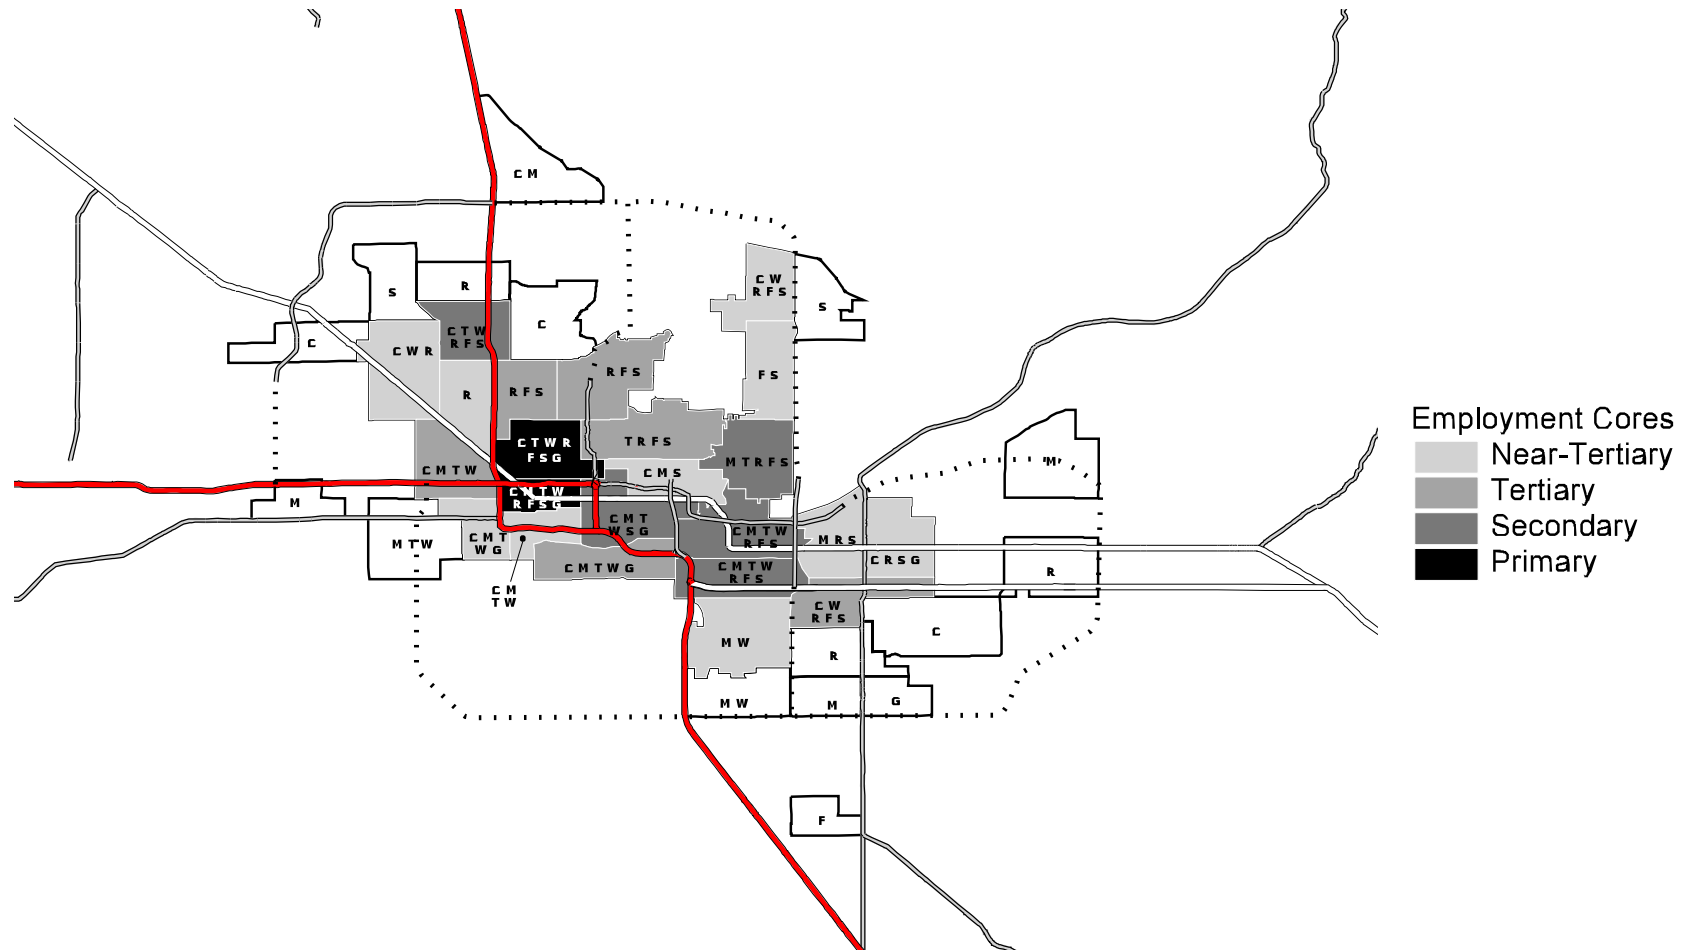 C M
S
R
C W
R F S
S
C
C T W
R F S
C
C W R
R F S
F S
R
R F S
C T W R
F S G
T R F S
C M T W
C M S
M T R F S
M
C M T W
R F S G
M
M T W
C M T
W G
C M T
W S G
C M T W
R F S
M R S
C R S G
C M T W G
C M T W
R F S
R
C M
T W
C W
R F S
M W
C
R
M W
M
G
F
Employment Cores
Near-Tertiary
Tertiary
Secondary
Primary